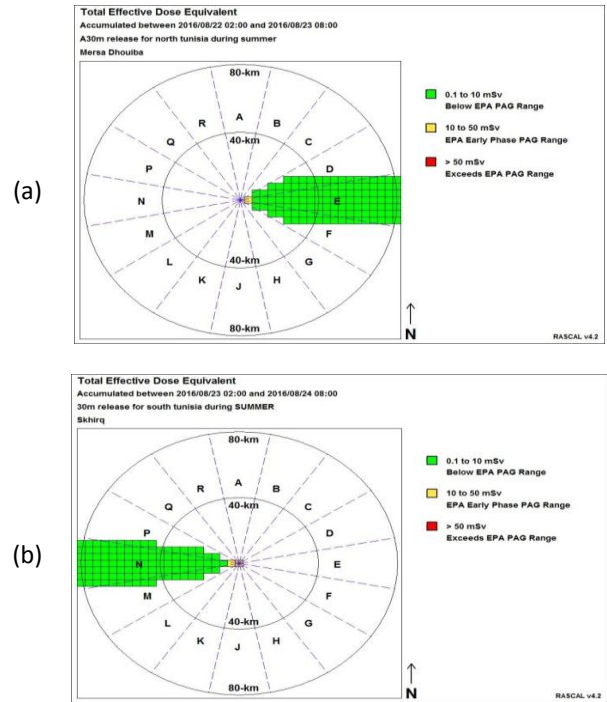 (a)
Total Effective Dose Equivalent
Accumulated between 2016/08/22 02:00 and 2016/08/23 08:00
A30m release for north tunisia during summer
Mersa Dhouiba
80-km
40-km
A
B
C
D
E
F
G
H
J
K
L
M
N
P
Q
R
40-km
80-km
0.1 to 10 mSv
Below EPA PAG Range
10 to 50 mSv
EPA Early Phase PAG Range
> 50 mSv
Exceeds EPA PAG Range
N
RASCAL v4.2
(b)
Total Effective Dose Equivalent
Accumulated between 2016/08/23 02:00 and 2016/08/24 08:00
30m release for south tunisia during SUMMER
Skhirq
80-km
40-km
A
B
C
D
E
F
G
H
J
K
L
M
N
P
Q
R
40-km
80-km
0.1 to 10 mSv
Below EPA PAG Range
10 to 50 mSv
EPA Early Phase PAG Range
> 50 mSv
Exceeds EPA PAG Range
N
RASCAL v4.2